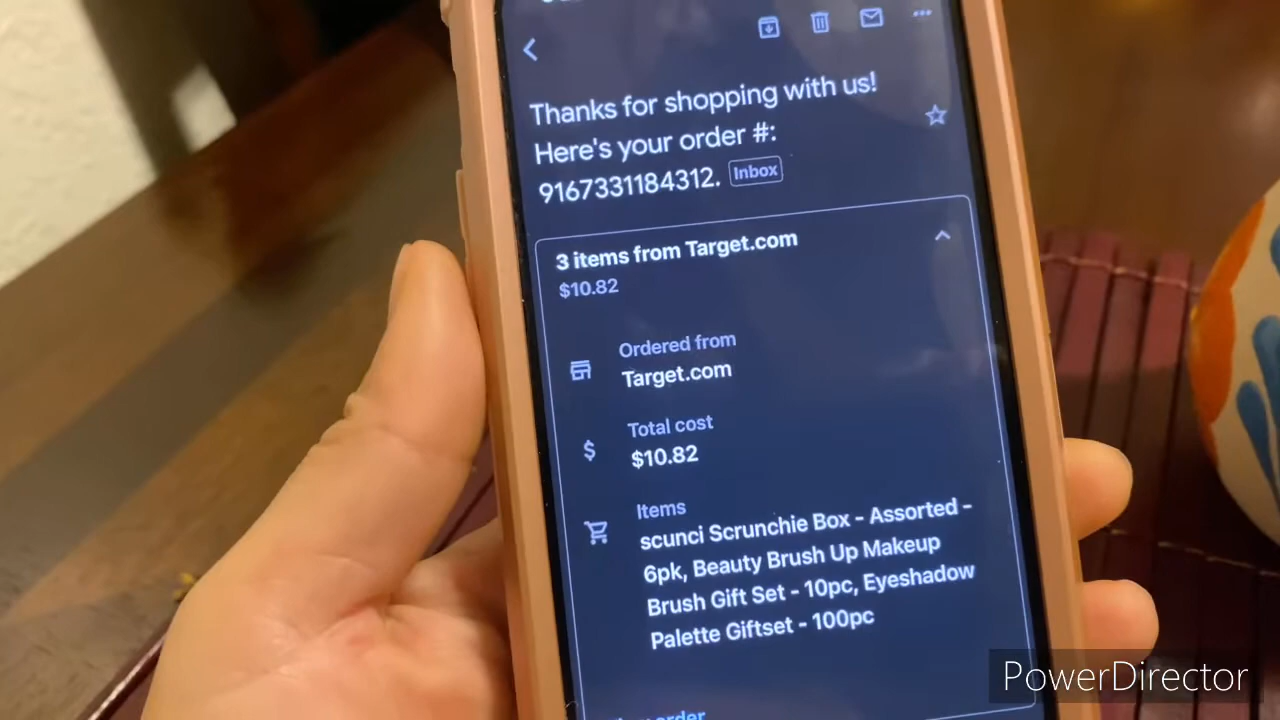 Thanks for shopping with us!
Here's your order #:
9167331184312. Inbox
3 items from Target.com
$10.82
Ordered from
Target.com
Total cost
$ $10.82
Items
scunci Scrunchie Box - Assorted -
6pk, Beauty Brush Up Makeup
Brush Gift Set - 10pc, Eyeshadow
Palette Giftset - 100pc
order
PowerDirector